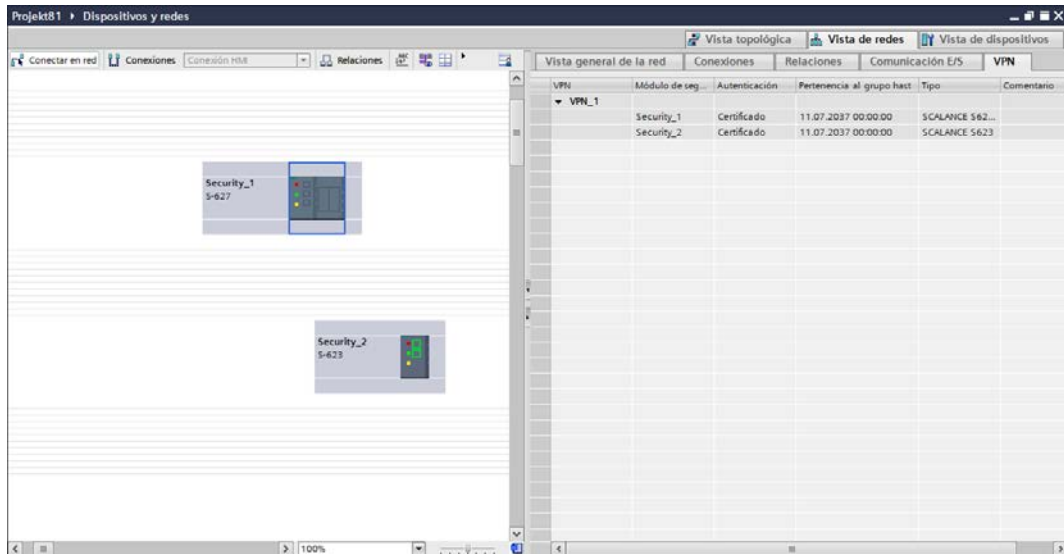 Projekt81 ▸ Dispositivos y redes
Vista topológica Vista de redes Vista de dispositivos
Conectar en red Conexiones Conexión HMI Relaciones
Vista general de la red Conexiones Relaciones Comunicación E/S VPN
VPN Módulo de seg... Autenticación Pertenencia al grupo hast Tipo Comentario
VPN_1
Security_1 Certificado 11.07.2037 00:00:00 SCALANCE S62...
Security_2 Certificado 11.07.2037 00:00:00 SCALANCE S623
Security_1
S-627
Security_2
S-623
100%